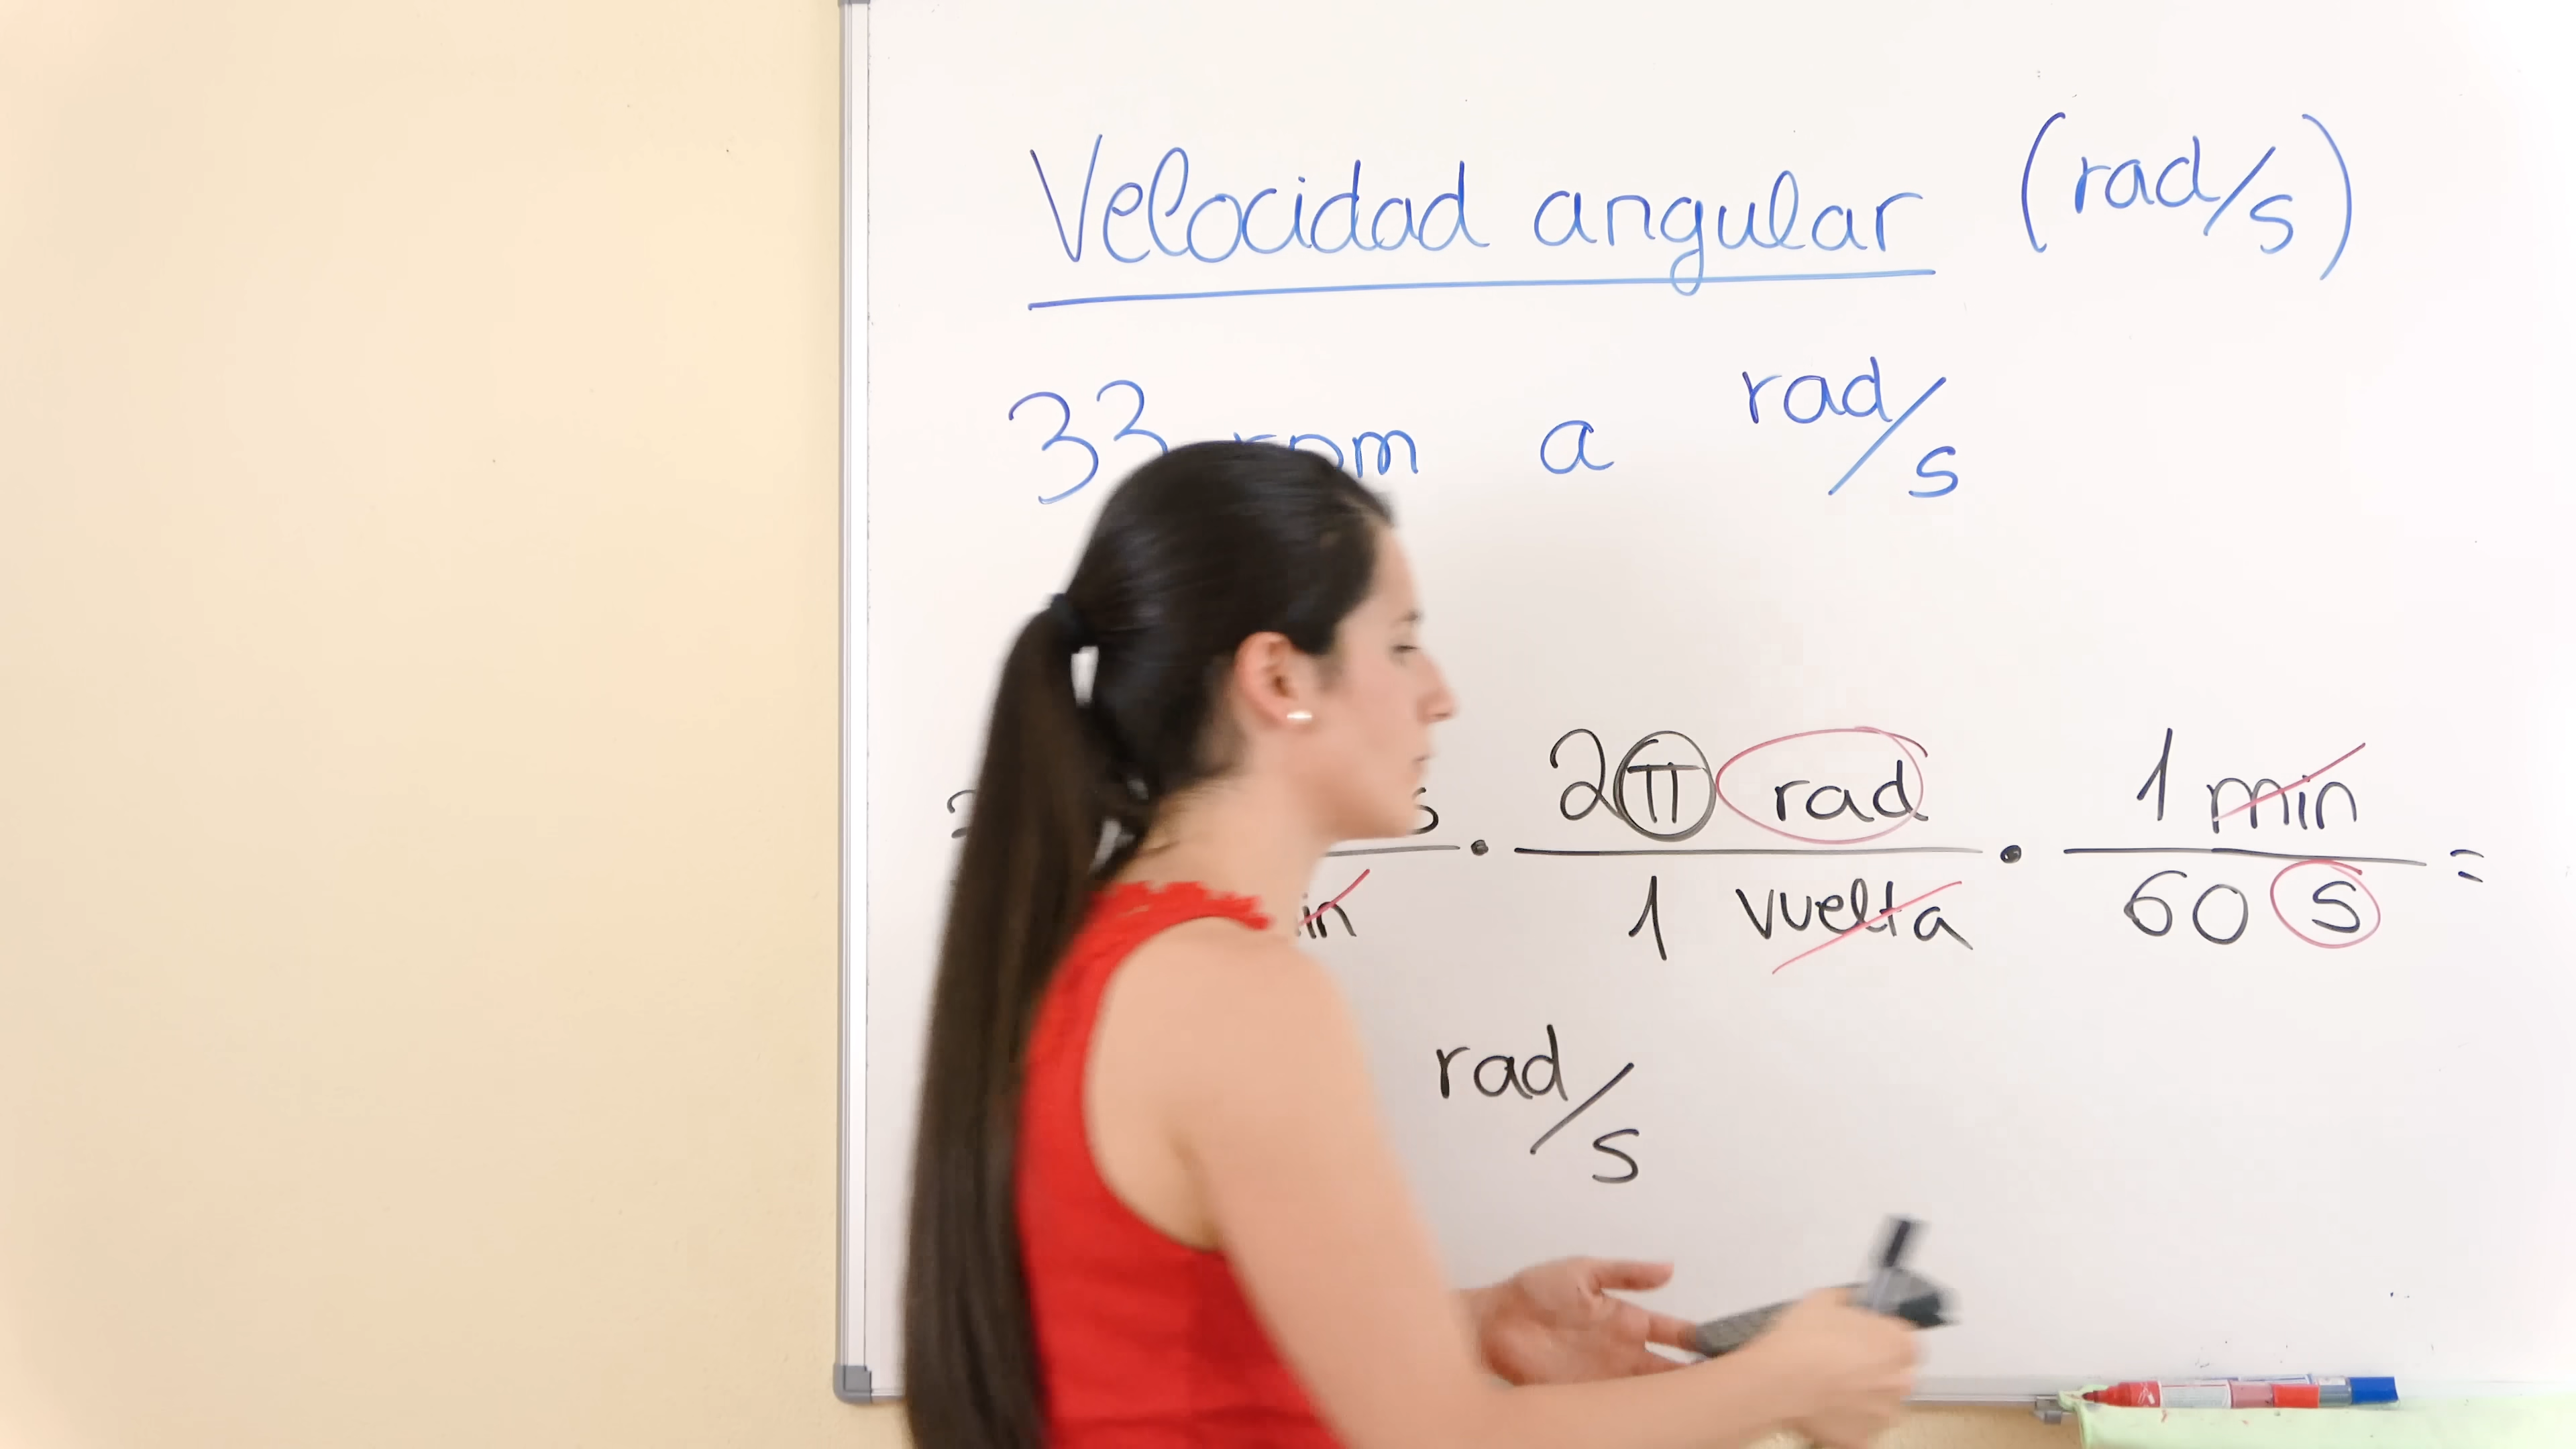 Velocidad angular (rad/s)
33 rpm a rad/s
· 2π rad / 1 vuelta · 1 min / 60 s =
rad/s